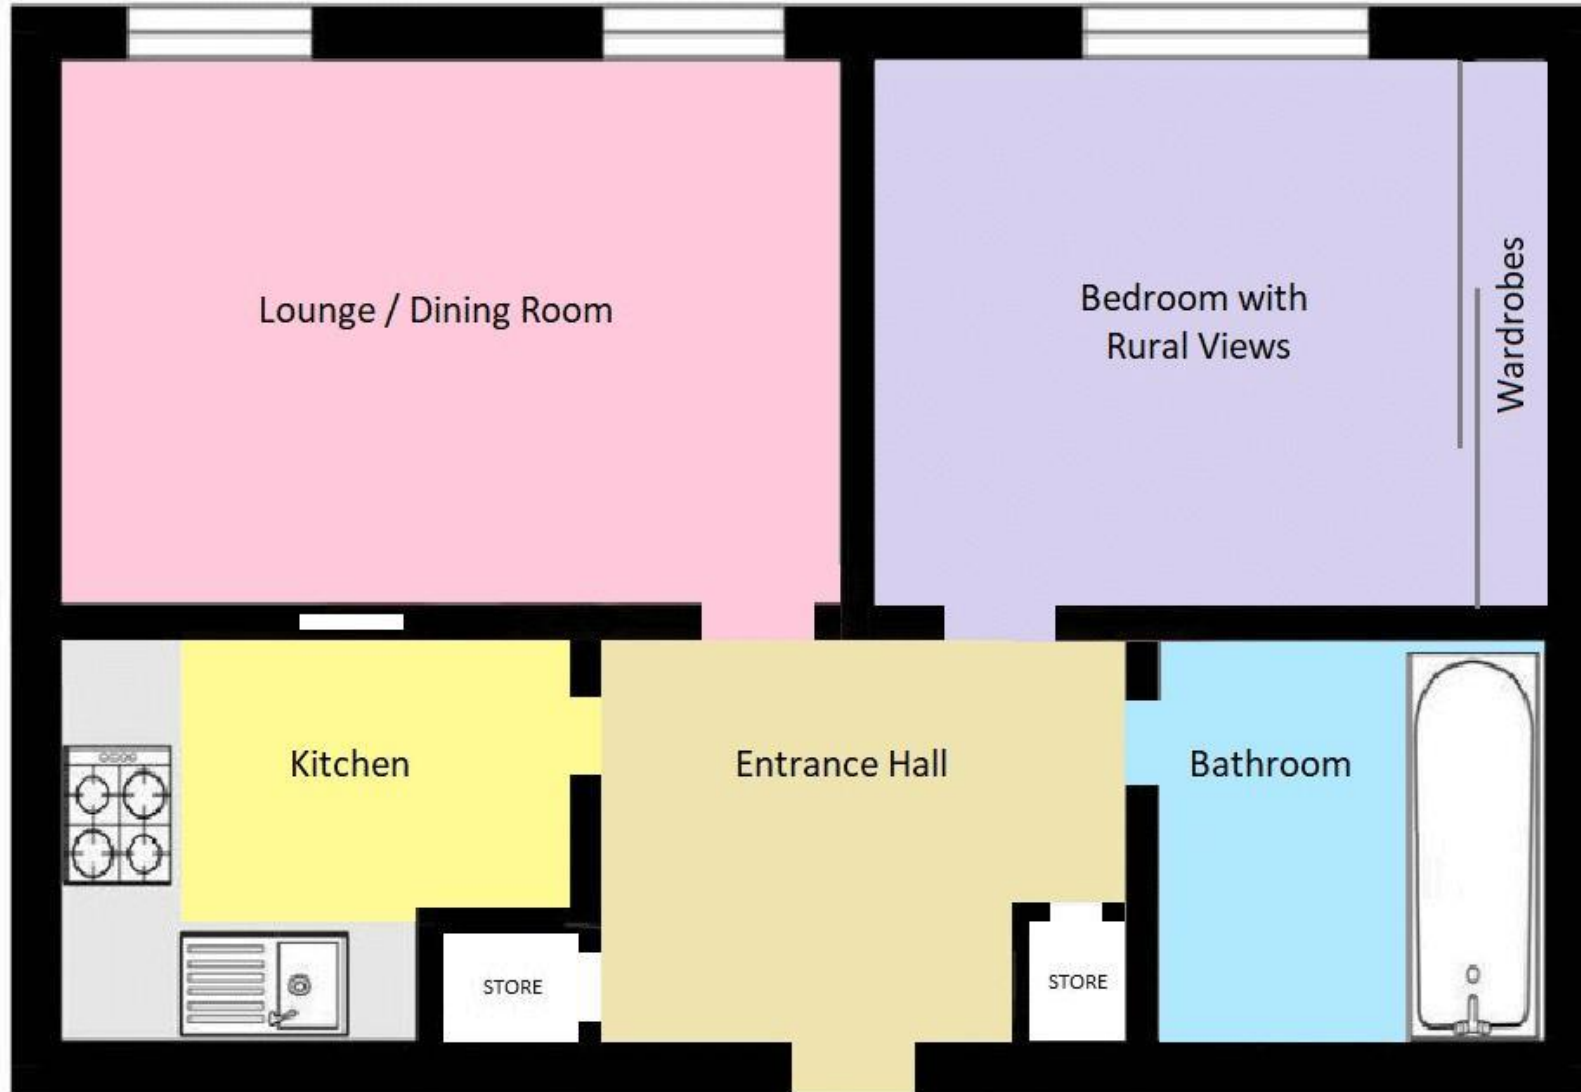 Lounge / Dining Room
Bedroom with
Rural Views
Wardrobes
Kitchen
Entrance Hall
Bathroom
STORE
STORE